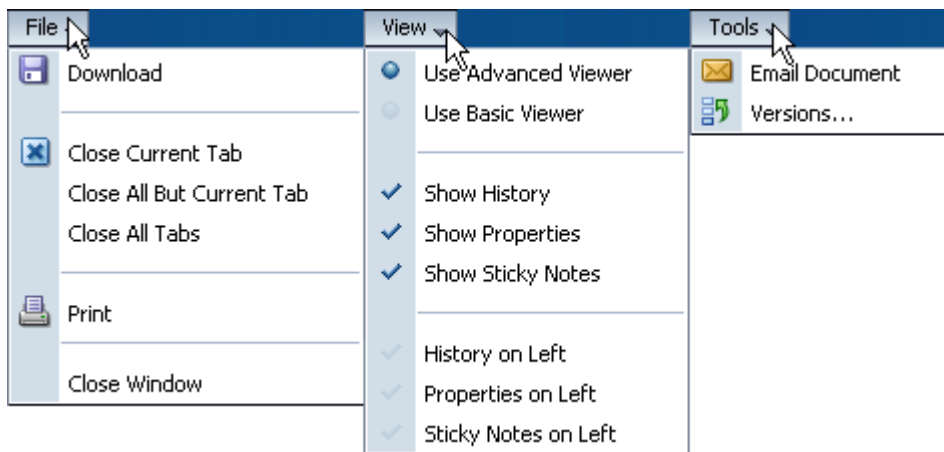 File
Download
Close Current Tab
Close All But Current Tab
Close All Tabs
Print
Close Window
View
Use Advanced Viewer
Use Basic Viewer
Show History
Show Properties
Show Sticky Notes
History on Left
Properties on Left
Sticky Notes on Left
Tools
Email Document
Versions...